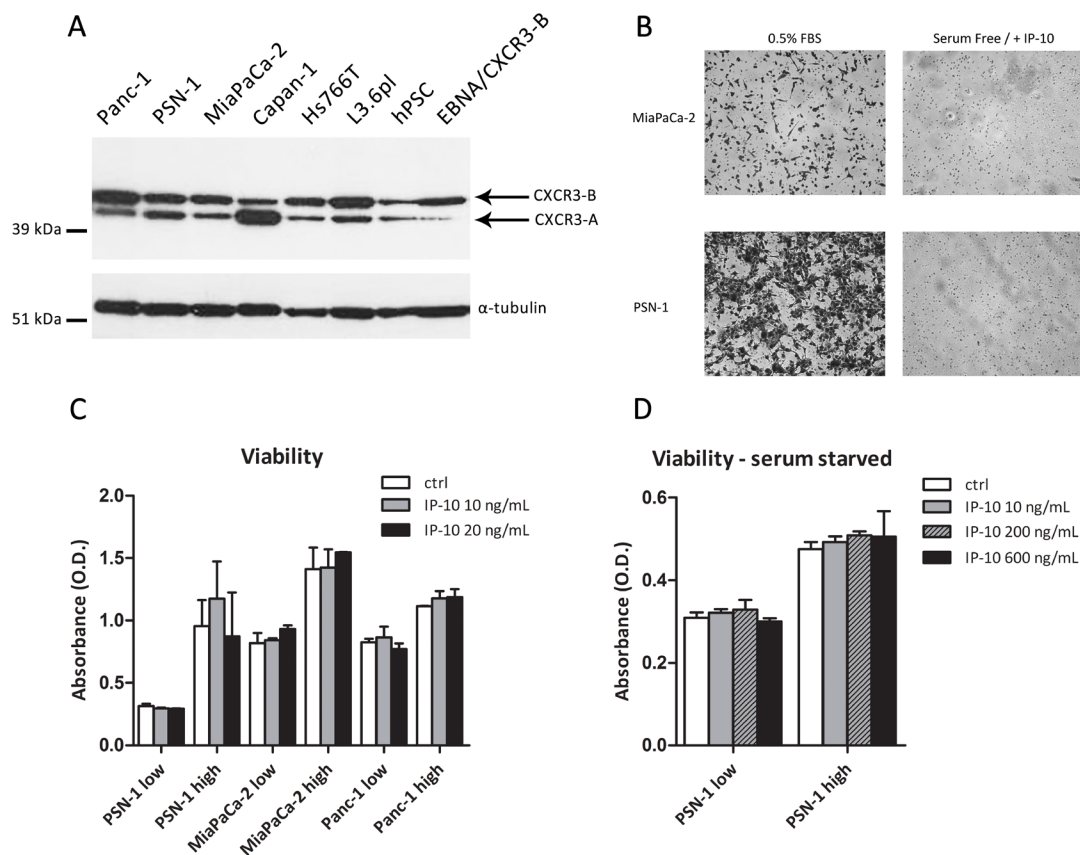 A
Panc-1
PSN-1
MiaPaCa-2
Capan-1
Hs766T
L3.6pl
hPSC
EBNA/CXCR3-B
CXCR3-B
CXCR3-A
39 kDa
α-tubulin
51 kDa
B
0.5% FBS
Serum Free / + IP-10
MiaPaCa-2
PSN-1
C
Viability
ctrl
IP-10 10 ng/mL
IP-10 20 ng/mL
Absorbance (O.D.)
2.0
1.5
1.0
0.5
0.0
PSN-1 low
PSN-1 high
MiaPaCa-2 low
MiaPaCa-2 high
Panc-1 low
Panc-1 high
D
Viability - serum starved
ctrl
IP-10 10 ng/mL
IP-10 200 ng/mL
IP-10 600 ng/mL
Absorbance (O.D.)
0.6
0.4
0.2
0.0
PSN-1 low
PSN-1 high